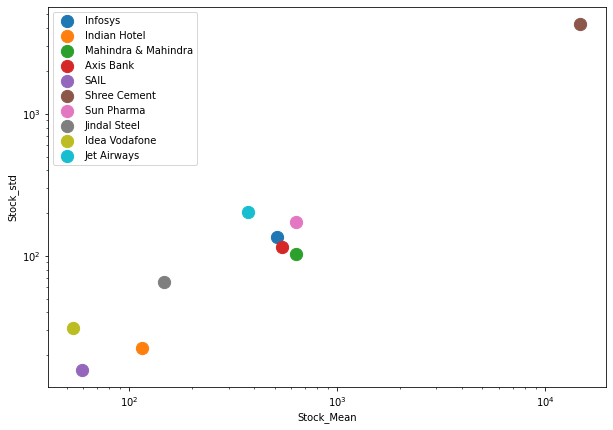 Infosys
Indian Hotel
Mahindra & Mahindra
Axis Bank
SAIL
Shree Cement
Sun Pharma
Jindal Steel
Idea Vodafone
Jet Airways
10³
10²
Stock_std
10²
10³
10⁴
Stock_Mean